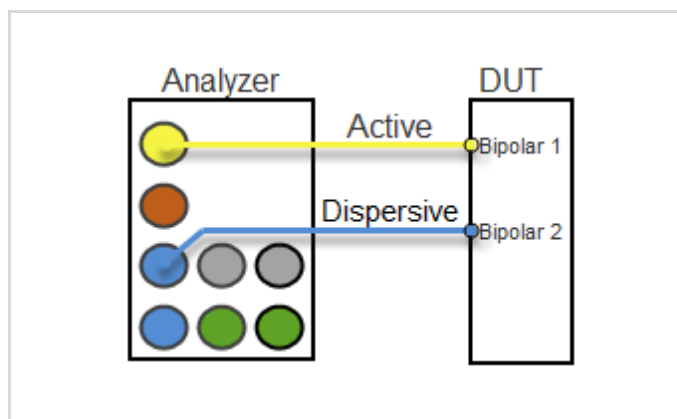 Analyzer
DUT
Active
Bipolar 1
Dispersive
Bipolar 2